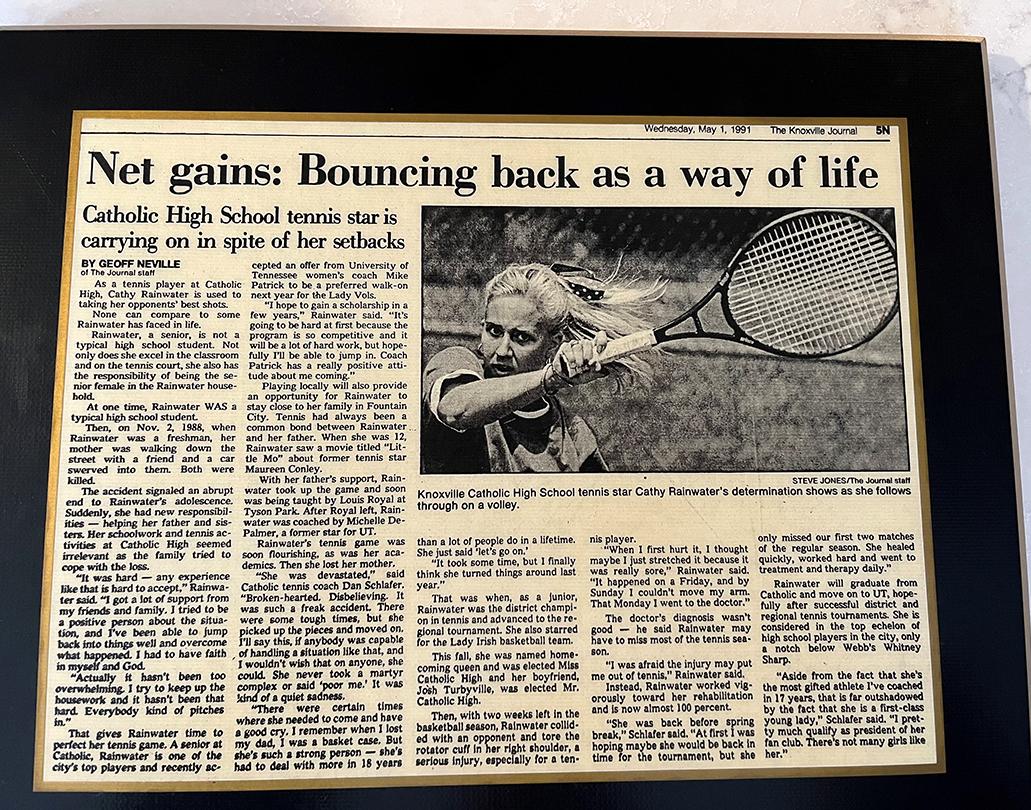 Wednesday, May 1, 1991 The Knoxville Journal 5N
Net gains: Bouncing back as a way of life
Catholic High School tennis star is
carrying on in spite of her setbacks
BY GEOFF NEVILLE
of The Journal staff
As a tennis player at Catholic
High, Cathy Rainwater is used to
taking her opponents' best shots.
None can compare to some
Rainwater has faced in life.
Rainwater, a senior, is not a
typical high school student. Not
only does she excel in the classroom
and on the tennis court, she also has
the responsibility of being the se-
nior female in the Rainwater house-
hold.
At one time, Rainwater WAS a
typical high school student.
Then, on Nov. 2, 1988, when
Rainwater was a freshman, her
mother was walking down the
street with a friend and a car
swerved into them. Both were
killed.
The accident signaled an abrupt
end to Rainwater's adolescence.
Suddenly, she had new responsibil-
ities — helping her father and sis-
ters. Her schoolwork and tennis ac-
tivities at Catholic High seemed
irrelevant as the family tried to
cope with the loss.
"It was hard — any experience
like that is hard to accept," Rainwa-
ter said. "I got a lot of support from
my friends and family. I tried to be
a positive person about the situa-
tion, and I've been able to jump
back into things well and overcome
what happened. I had to have faith
in myself and God.
"Actually it hasn't been too
overwhelming. I try to keep up the
housework and it hasn't been that
hard. Everybody kind of pitches
in."
That gives Rainwater time to
perfect her tennis game. A senior at
Catholic, Rainwater is one of the
city's top players and recently ac-
cepted an offer from University of
Tennessee women's coach Mike
Patrick to be a preferred walk-on
next year for the Lady Vols.
"I hope to gain a scholarship in a
few years," Rainwater said. "It's
going to be hard at first because the
program is so competitive and it
will be a lot of hard work, but hope-
fully I'll be able to jump in. Coach
Patrick has a really positive atti-
tude about me coming."
Playing locally will also provide
an opportunity for Rainwater to
stay close to her family in Fountain
City. Tennis had always been a
common bond between Rainwater
and her father. When she was 12,
Rainwater saw a movie titled "Lit-
tle Mo" about former tennis star
Maureen Conley.
With her father's support, Rain-
water took up the game and soon
was being taught by Louis Royal at
Tyson Park. After Royal left, Rain-
water was coached by Michelle De-
Palmer, a former star for UT.
Rainwater's tennis game was
soon flourishing, as was her aca-
demics. Then she lost her mother.
"She was devastated," said
Catholic tennis coach Dan Schlafer.
"Broken-hearted. Disbelieving. It
was such a freak accident. There
were some tough times, but she
picked up the pieces and moved on.
I'll say this, if anybody was capable
of handling a situation like that, and
I wouldn't wish that on anyone, she
could. She never took a martyr
complex or said 'poor me.' It was
kind of a quiet sadness.
"There were certain times
where she needed to come and have
a good cry. I remember when I lost
my dad, I was a basket case. But
she's such a strong person — she's
had to deal with more in 18 years
STEVE JONES/The Journal staff
Knoxville Catholic High School tennis star Cathy Rainwater's determination shows as she follows
through on a volley.
than a lot of people do in a lifetime.
She just said 'let's go on.'
"It took some time, but I finally
think she turned things around last
year."
That was when, as a junior,
Rainwater was the district champi-
on in tennis and advanced to the re-
gional tournament. She also starred
for the Lady Irish basketball team.
This fall, she was named home-
coming queen and was elected Miss
Catholic High and her boyfriend,
Josh Turbyville, was elected Mr.
Catholic High.
Then, with two weeks left in the
basketball season, Rainwater collid-
ed with an opponent and tore the
rotator cuff in her right shoulder, a
serious injury, especially for a ten-
nis player.
"When I first hurt it, I thought
maybe I just stretched it because it
was really sore," Rainwater said.
"It happened on a Friday, and by
Sunday I couldn't move my arm.
That Monday I went to the doctor."
The doctor's diagnosis wasn't
good — he said Rainwater may
have to miss most of the tennis sea-
son.
"I was afraid the injury may put
me out of tennis," Rainwater said.
Instead, Rainwater worked vig-
orously toward her rehabilitation
and is now almost 100 percent.
"She was back before spring
break," Schlafer said. "At first I was
hoping maybe she would be back in
time for the tournament, but she
only missed our first two matches
of the regular season. She healed
quickly, worked hard and went to
treatment and therapy daily."
Rainwater will graduate from
Catholic and move on to UT, hope-
fully after successful district and
regional tennis tournaments. She is
considered in the top echelon of
high school players in the city, only
a notch below Webb's Whitney
Sharp.
"Aside from the fact that she's
the most gifted athlete I've coached
in 17 years, that is far outshadowed
by the fact that she is a first-class
young lady," Schlafer said. "I pret-
ty much qualify as president of her
fan club. There's not many girls like
her."